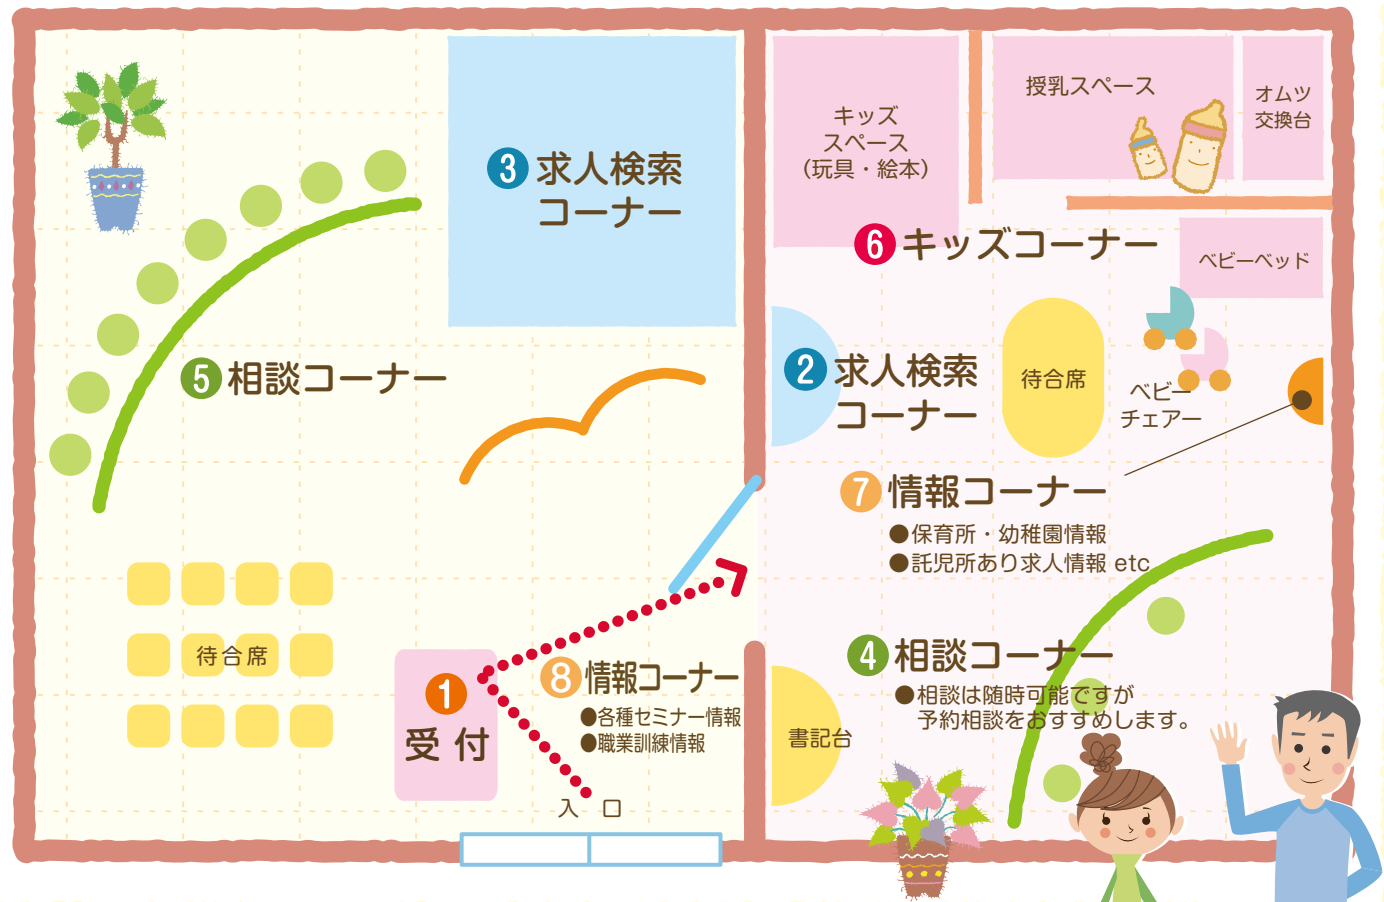 3 求人検索
コーナー
5 相談コーナー
待合席
1
受 付
8 情報コーナー
●各種セミナー情報
●職業訓練情報
入 口
キッズ
スペース
(玩具・絵本)
授乳スペース
オムツ
交換台
6 キッズコーナー
ベビーベッド
2 求人検索
コーナー
待合席
ベビー
チェアー
7 情報コーナー
●保育所・幼稚園情報
●託児所あり求人情報 etc
4 相談コーナー
●相談は随時可能ですが
予約相談をおすすめします。
書記台